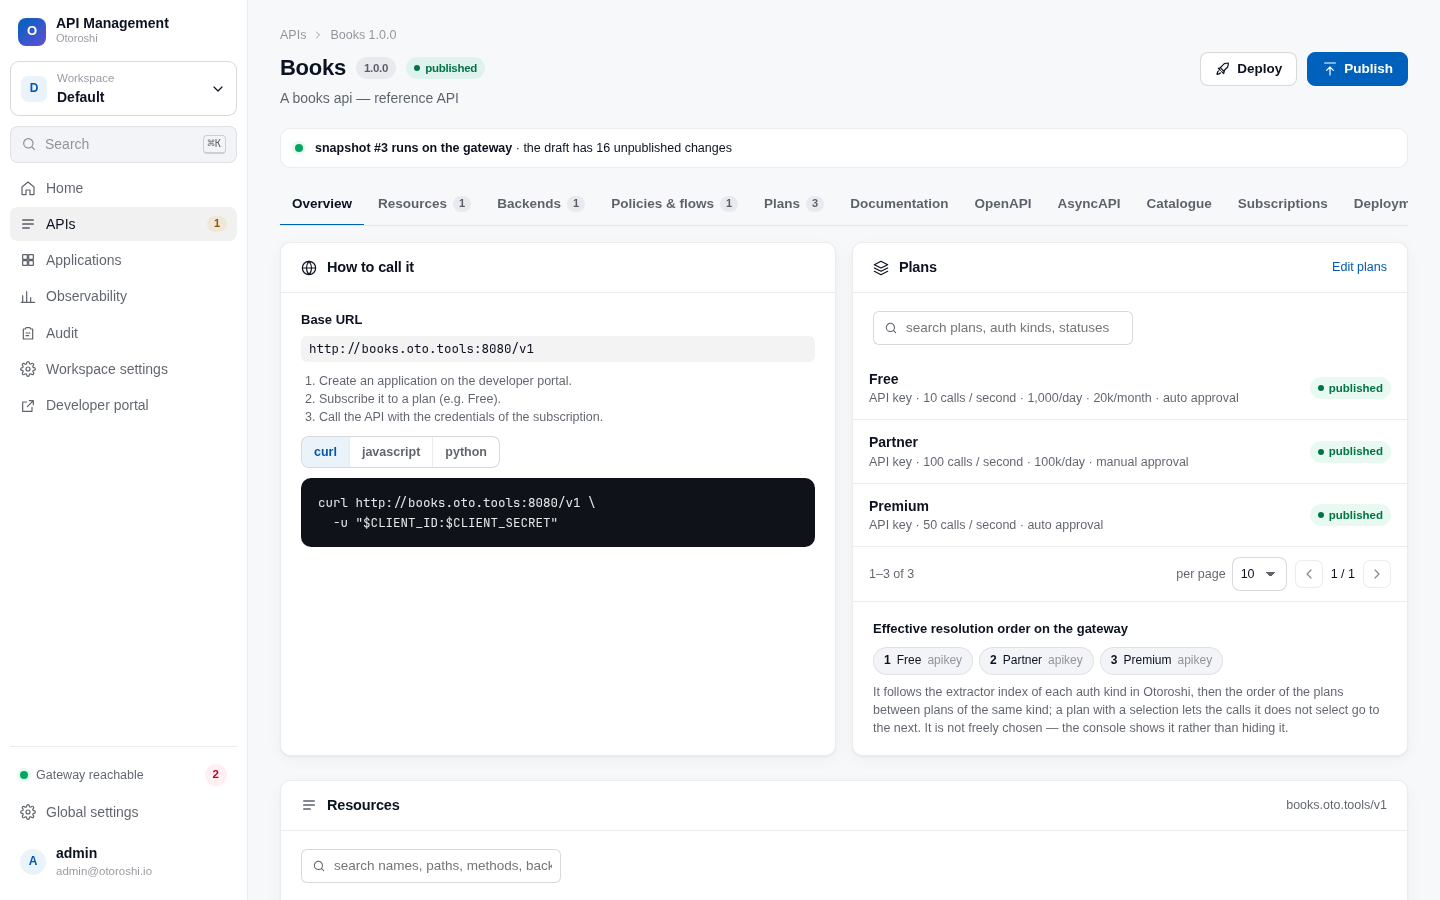 O
API Management
Otoroshi
D
Workspace
Default
Search
⌘K
Home
APIs
1
Applications
Observability
Audit
Workspace settings
Developer portal
Gateway reachable
2
Global settings
A
admin
admin@otoroshi.io
APIs
Books 1.0.0
Books
1.0.0
published
A books api — reference API
Deploy
Publish
snapshot #3 runs on the gateway · the draft has 16 unpublished changes
Overview
Resources 1
Backends 1
Policies & flows 1
Plans 3
Documentation
OpenAPI
AsyncAPI
Catalogue
Subscriptions
Deploym
How to call it
Base URL
http://books.oto.tools:8080/v1
1. Create an application on the developer portal.
2. Subscribe it to a plan (e.g. Free).
3. Call the API with the credentials of the subscription.
curl
javascript
python
curl http://books.oto.tools:8080/v1 \
-u "$CLIENT_ID:$CLIENT_SECRET"
Plans
Edit plans
search plans, auth kinds, statuses
Free
API key · 10 calls / second · 1,000/day · 20k/month · auto approval
published
Partner
API key · 100 calls / second · 100k/day · manual approval
published
Premium
API key · 50 calls / second · auto approval
published
1–3 of 3
per page
10
1 / 1
Effective resolution order on the gateway
1 Free apikey
2 Partner apikey
3 Premium apikey
It follows the extractor index of each auth kind in Otoroshi, then the order of the plans
between plans of the same kind; a plan with a selection lets the calls it does not select go to
the next. It is not freely chosen — the console shows it rather than hiding it.
Resources
books.oto.tools/v1
search names, paths, methods, back